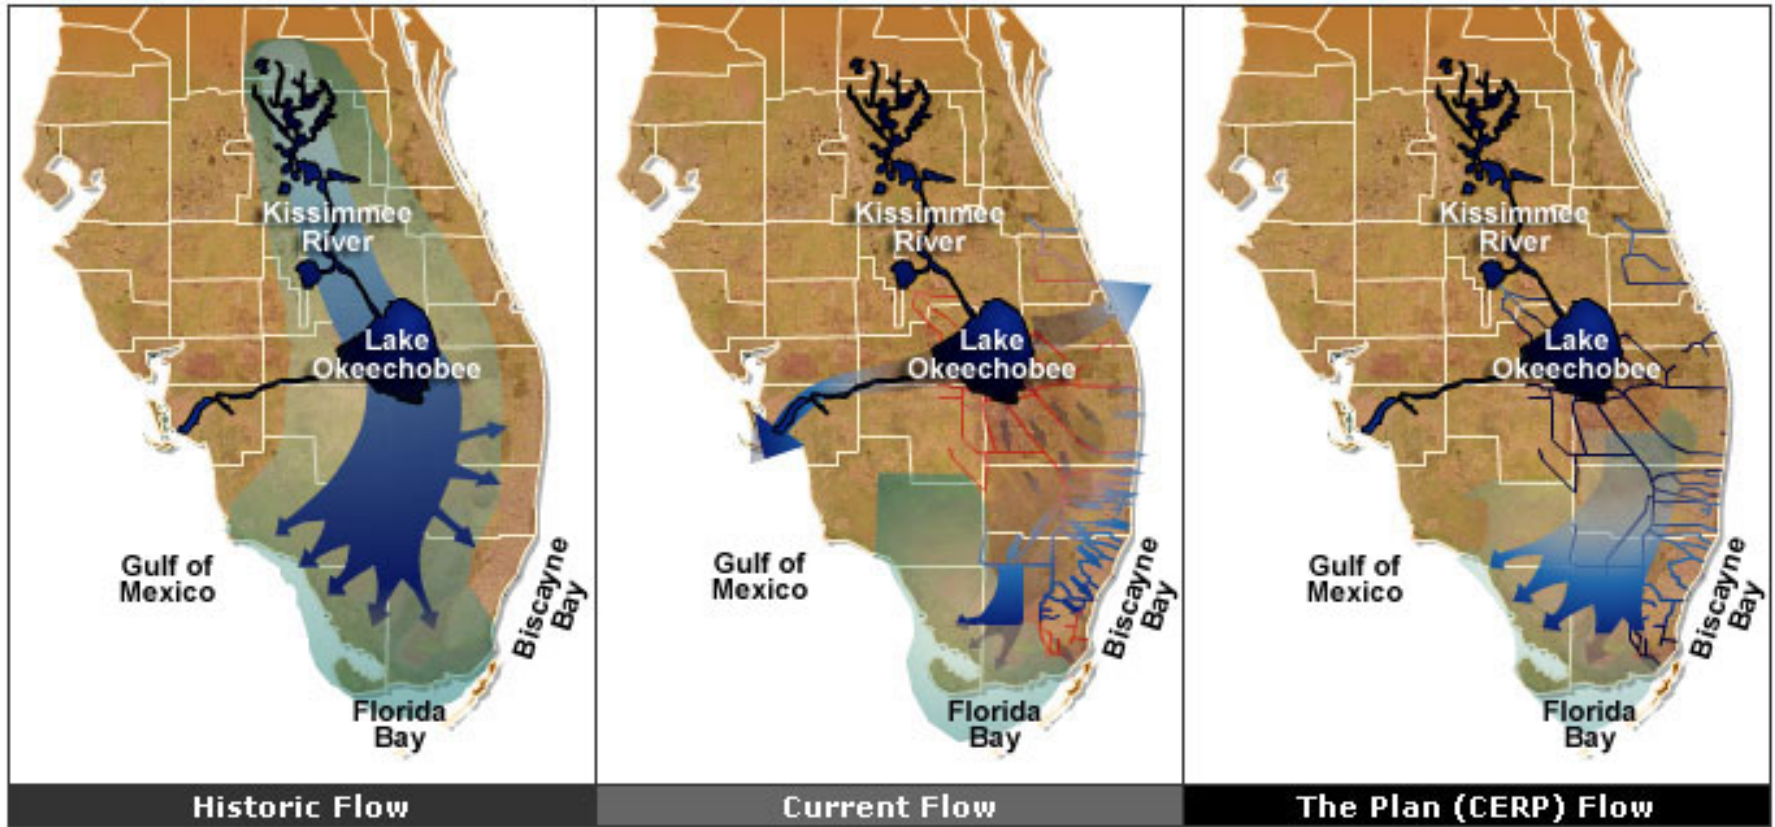 Kissimmee
River
Lake
Okeechobee
Gulf of
Mexico
Biscayne
Bay
Florida
Bay
Historic Flow
Kissimmee
River
Lake
Okeechobee
Gulf of
Mexico
Biscayne
Bay
Florida
Bay
Current Flow
Kissimmee
River
Lake
Okeechobee
Gulf of
Mexico
Biscayne
Bay
Florida
Bay
The Plan (CERP) Flow